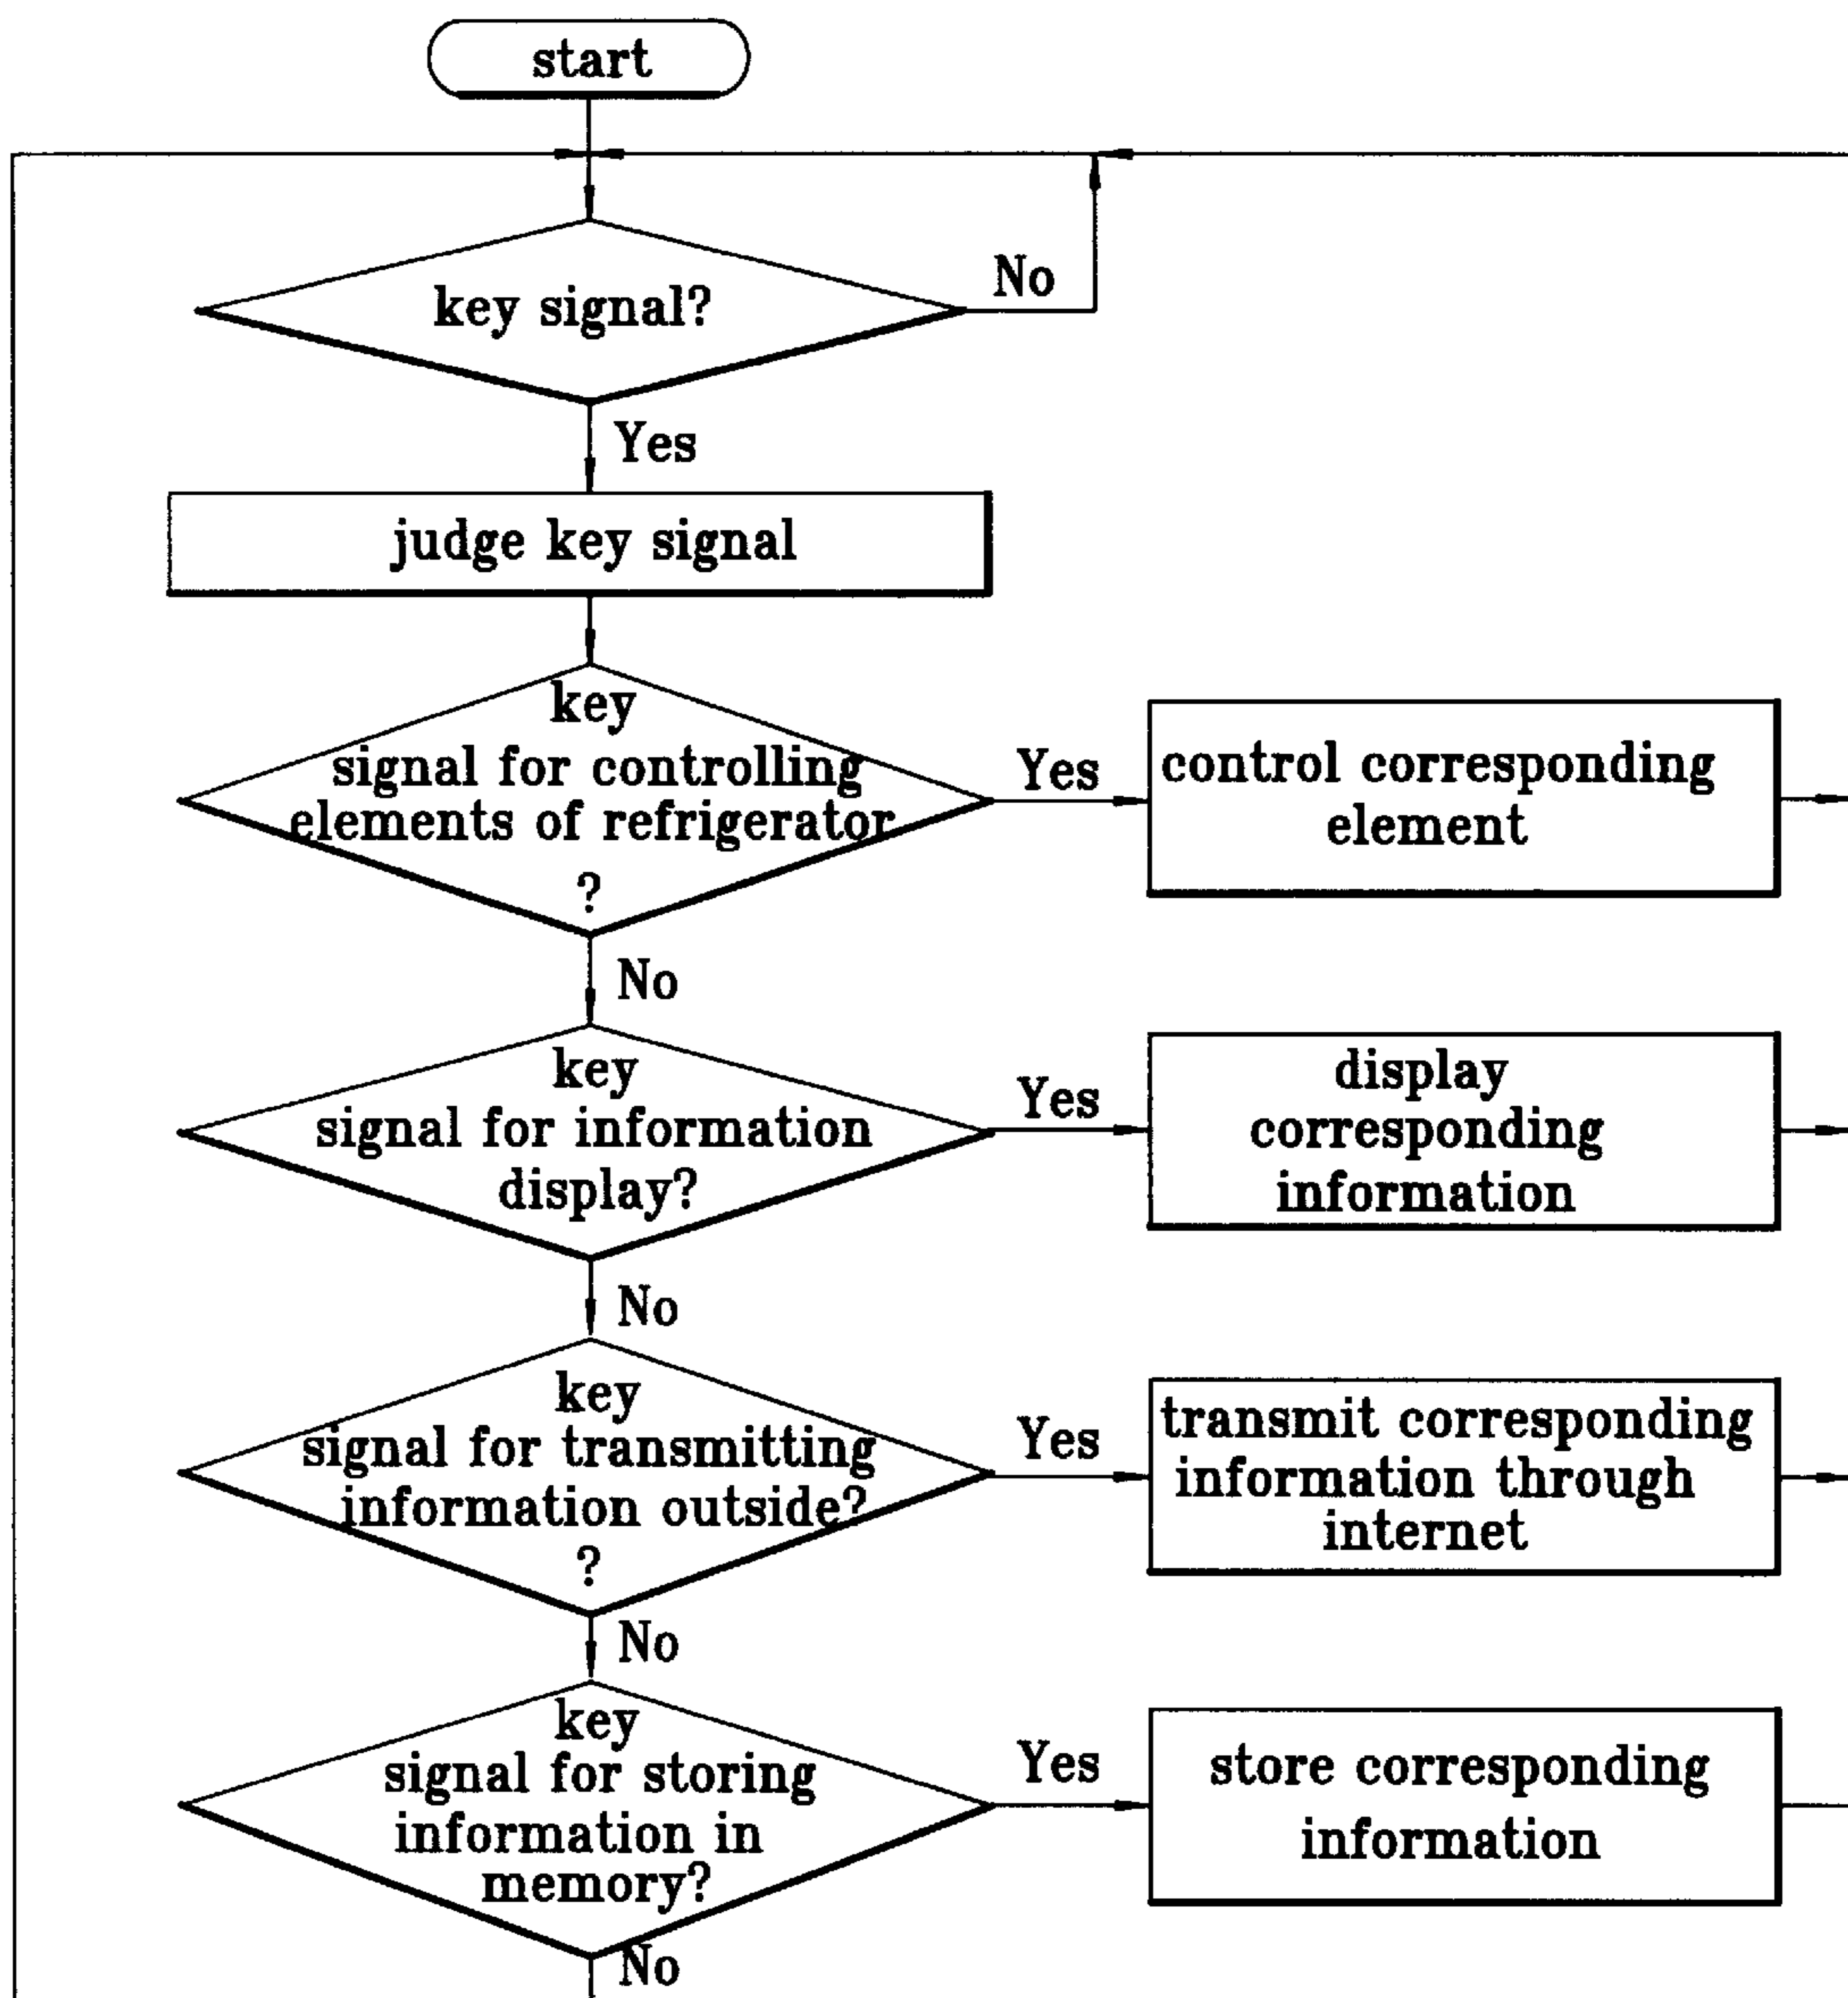 start
key signal?
No
Yes
judge key signal
key
signal for controlling
elements of refrigerator
?
Yes
control corresponding
element
No
key
signal for information
display?
Yes
display
corresponding
information
No
key
signal for transmitting
information outside?
?
Yes
transmit corresponding
information through
internet
No
key
signal for storing
information in
memory?
Yes
store corresponding
information
No